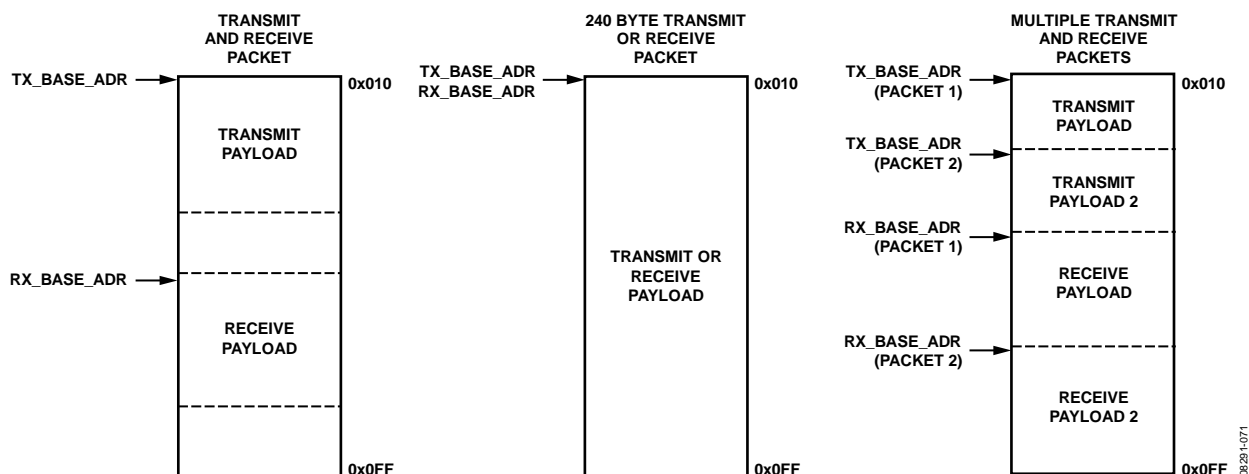 TRANSMIT
AND RECEIVE
PACKET
TX_BASE_ADR
0x010
TRANSMIT
PAYLOAD
RX_BASE_ADR
RECEIVE
PAYLOAD
0x0FF
240 BYTE TRANSMIT
OR RECEIVE
PACKET
TX_BASE_ADR
RX_BASE_ADR
0x010
TRANSMIT OR
RECEIVE
PAYLOAD
0x0FF
MULTIPLE TRANSMIT
AND RECEIVE
PACKETS
TX_BASE_ADR
(PACKET 1)
0x010
TRANSMIT
PAYLOAD
TX_BASE_ADR
(PACKET 2)
TRANSMIT
PAYLOAD 2
RX_BASE_ADR
(PACKET 1)
RECEIVE
PAYLOAD
RX_BASE_ADR
(PACKET 2)
RECEIVE
PAYLOAD 2
0x0FF
08291-071